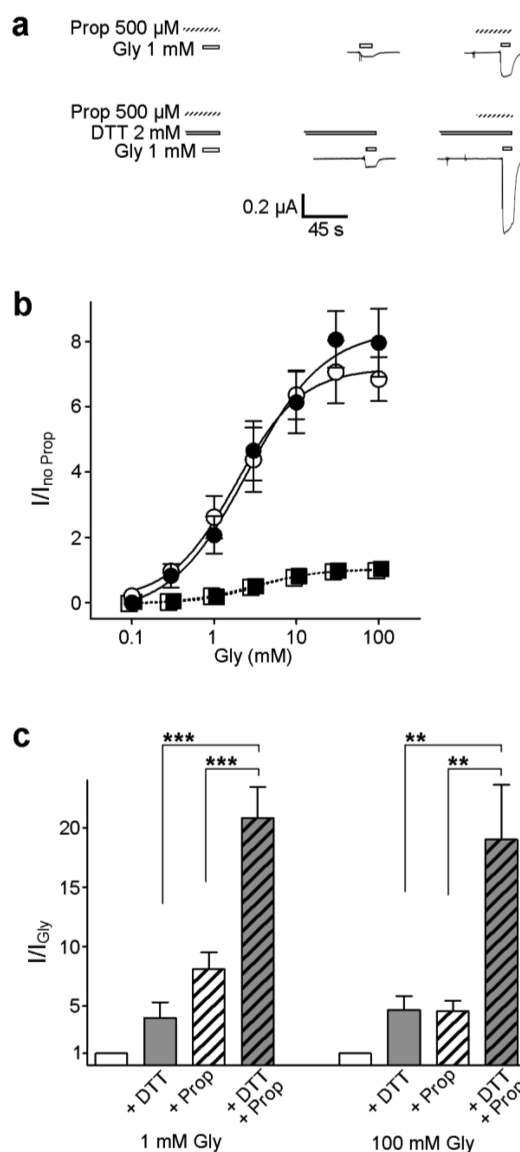 a
Prop 500 µM
Gly 1 mM
Prop 500 µM
DTT 2 mM
Gly 1 mM
0.2 µA
45 s
b
I/I no Prop
8
6
4
2
0
0.1 1 10 100
Gly (mM)
c
*** **
*** **
I/I Gly
20
15
10
5
1
+ DTT + Prop + DTT + Prop + DTT + Prop + DTT + Prop
1 mM Gly 100 mM Gly